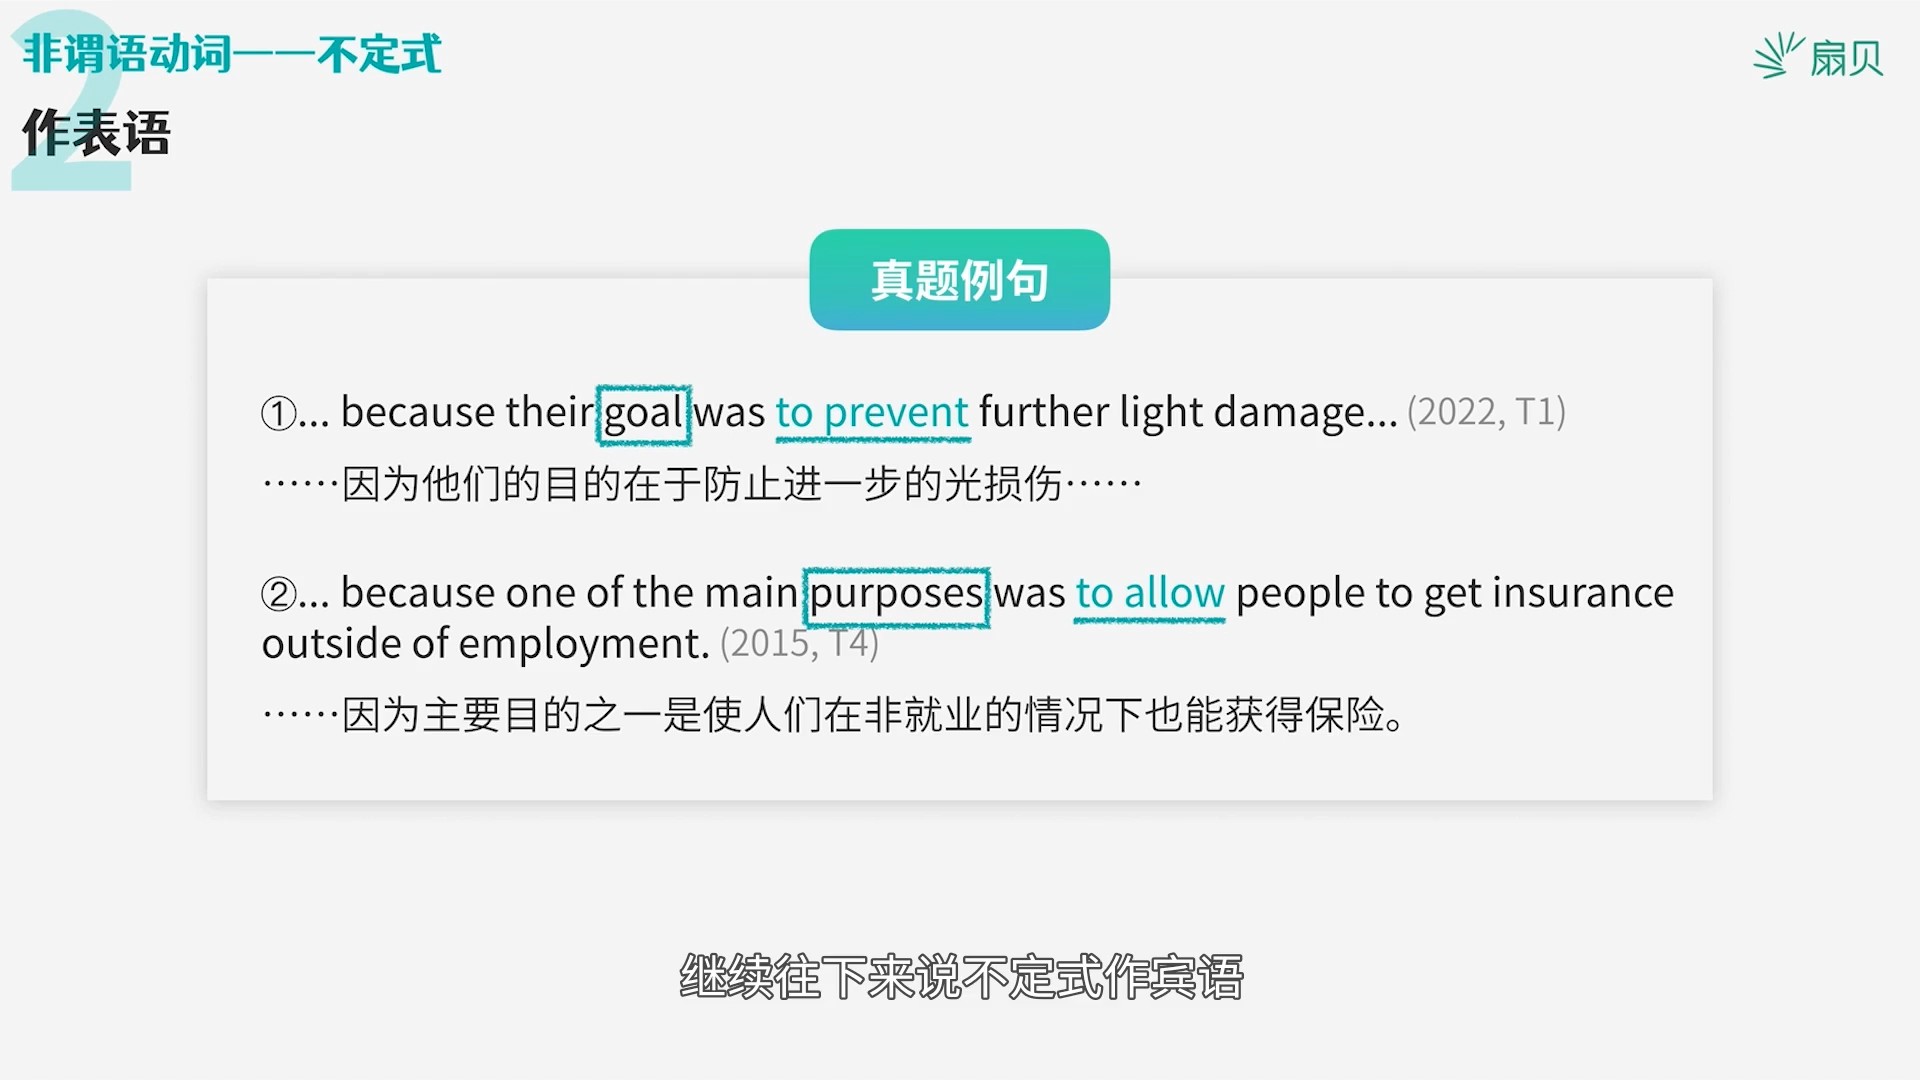 2
非谓语动词——不定式
扇贝
作表语
真题例句
①... because their goal was to prevent further light damage... (2022, T1)
……因为他们的目的在于防止进一步的光损伤……
②... because one of the main purposes was to allow people to get insurance
outside of employment. (2015, T4)
……因为主要目的之一是使人们在非就业的情况下也能获得保险。
继续往下来说不定式作宾语